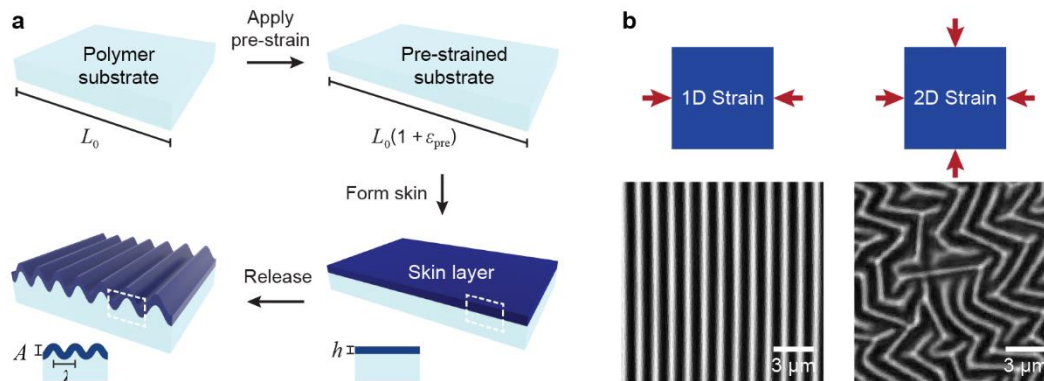 a
Apply
pre-strain
Polymer
substrate
Pre-strained
substrate
L₀
L₀(1 + εpre)
Form skin
Release
Skin layer
A
λ
h
b
1D Strain
2D Strain
3 μm
3 μm